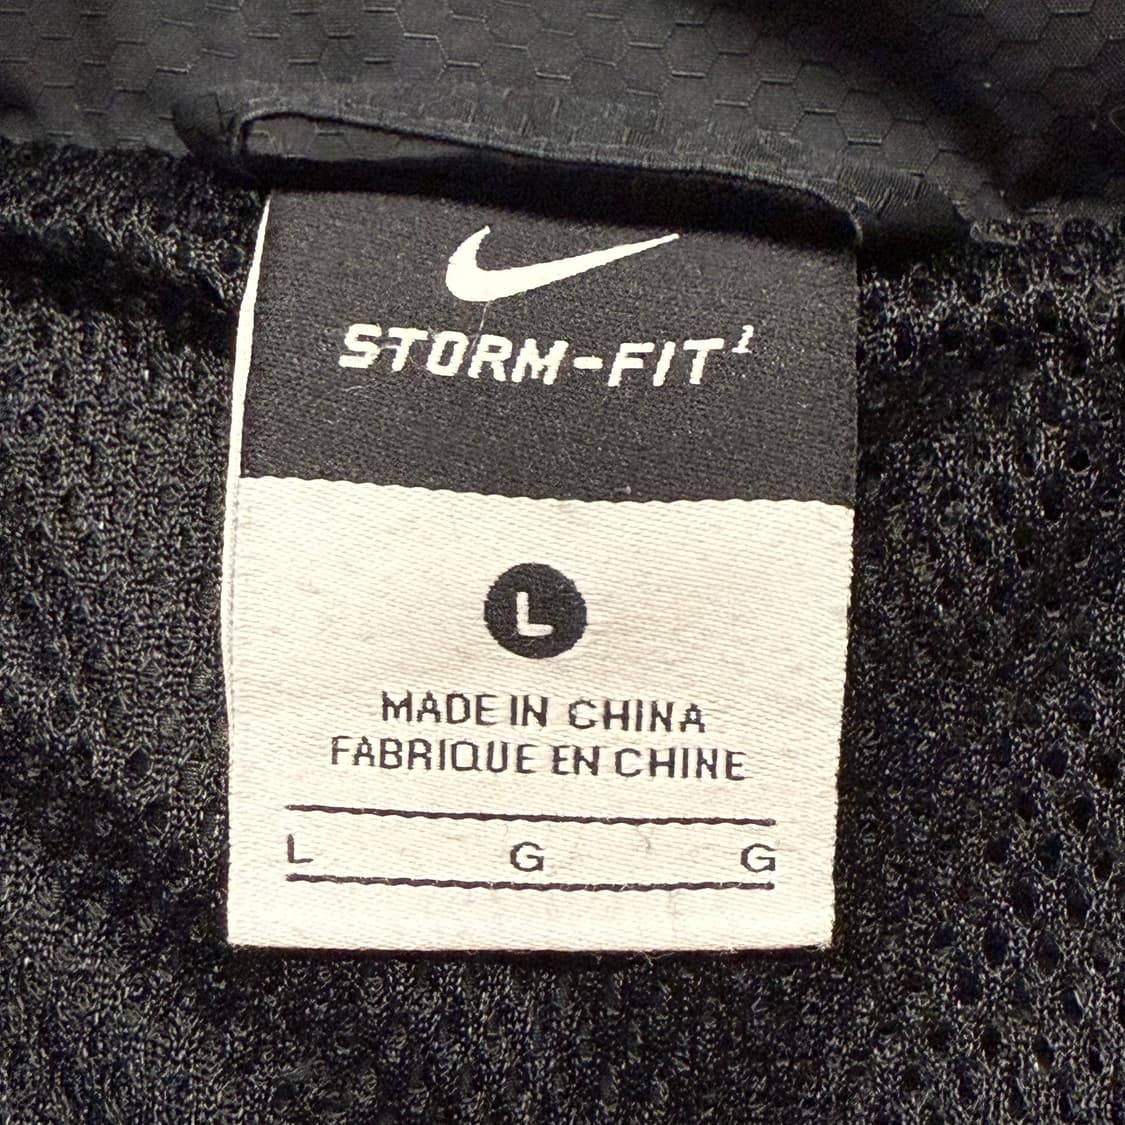 STORM-FIT¹
L
MADE IN CHINA
FABRIQUE EN CHINE
L G G